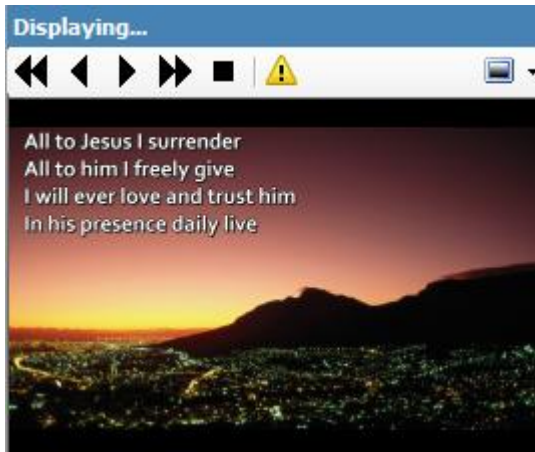 Displaying...
All to Jesus I surrender
All to him I freely give
I will ever love and trust him
In his presence daily live